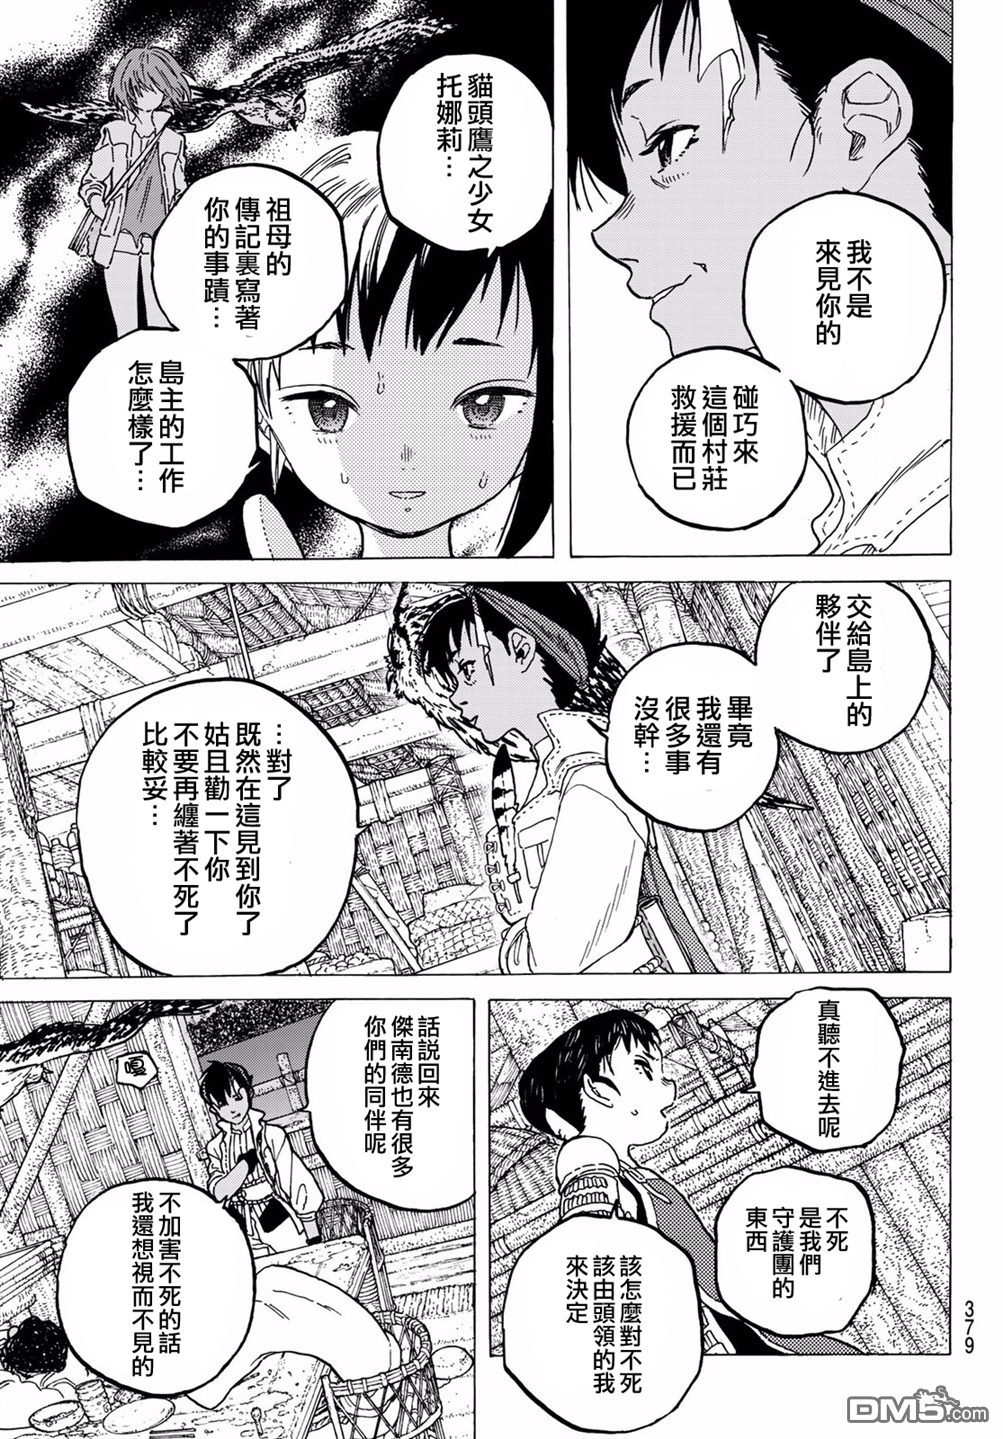 我不是
來見你的
碰巧來
這個村莊
救援而已
貓頭鷹之少女
托娜莉…
祖母的
傳記裏寫著
你的事蹟…
島主的工作
怎麼樣了…
交給島上的
夥伴了
畢竟
我還有
很多事
沒幹…
…對了
既然在這見到你了
姑且勸一下你
不要再纏著不死了
比較妥…
真聽不進去呢
不死
是我們
守護團的
東西
該怎麼對不死
該由頭領的我
來決定
話說回來
傑南德也有很多
你們的同伴呢
嘎
不加害不死的話
我還想視而不見的
379
DM5.com